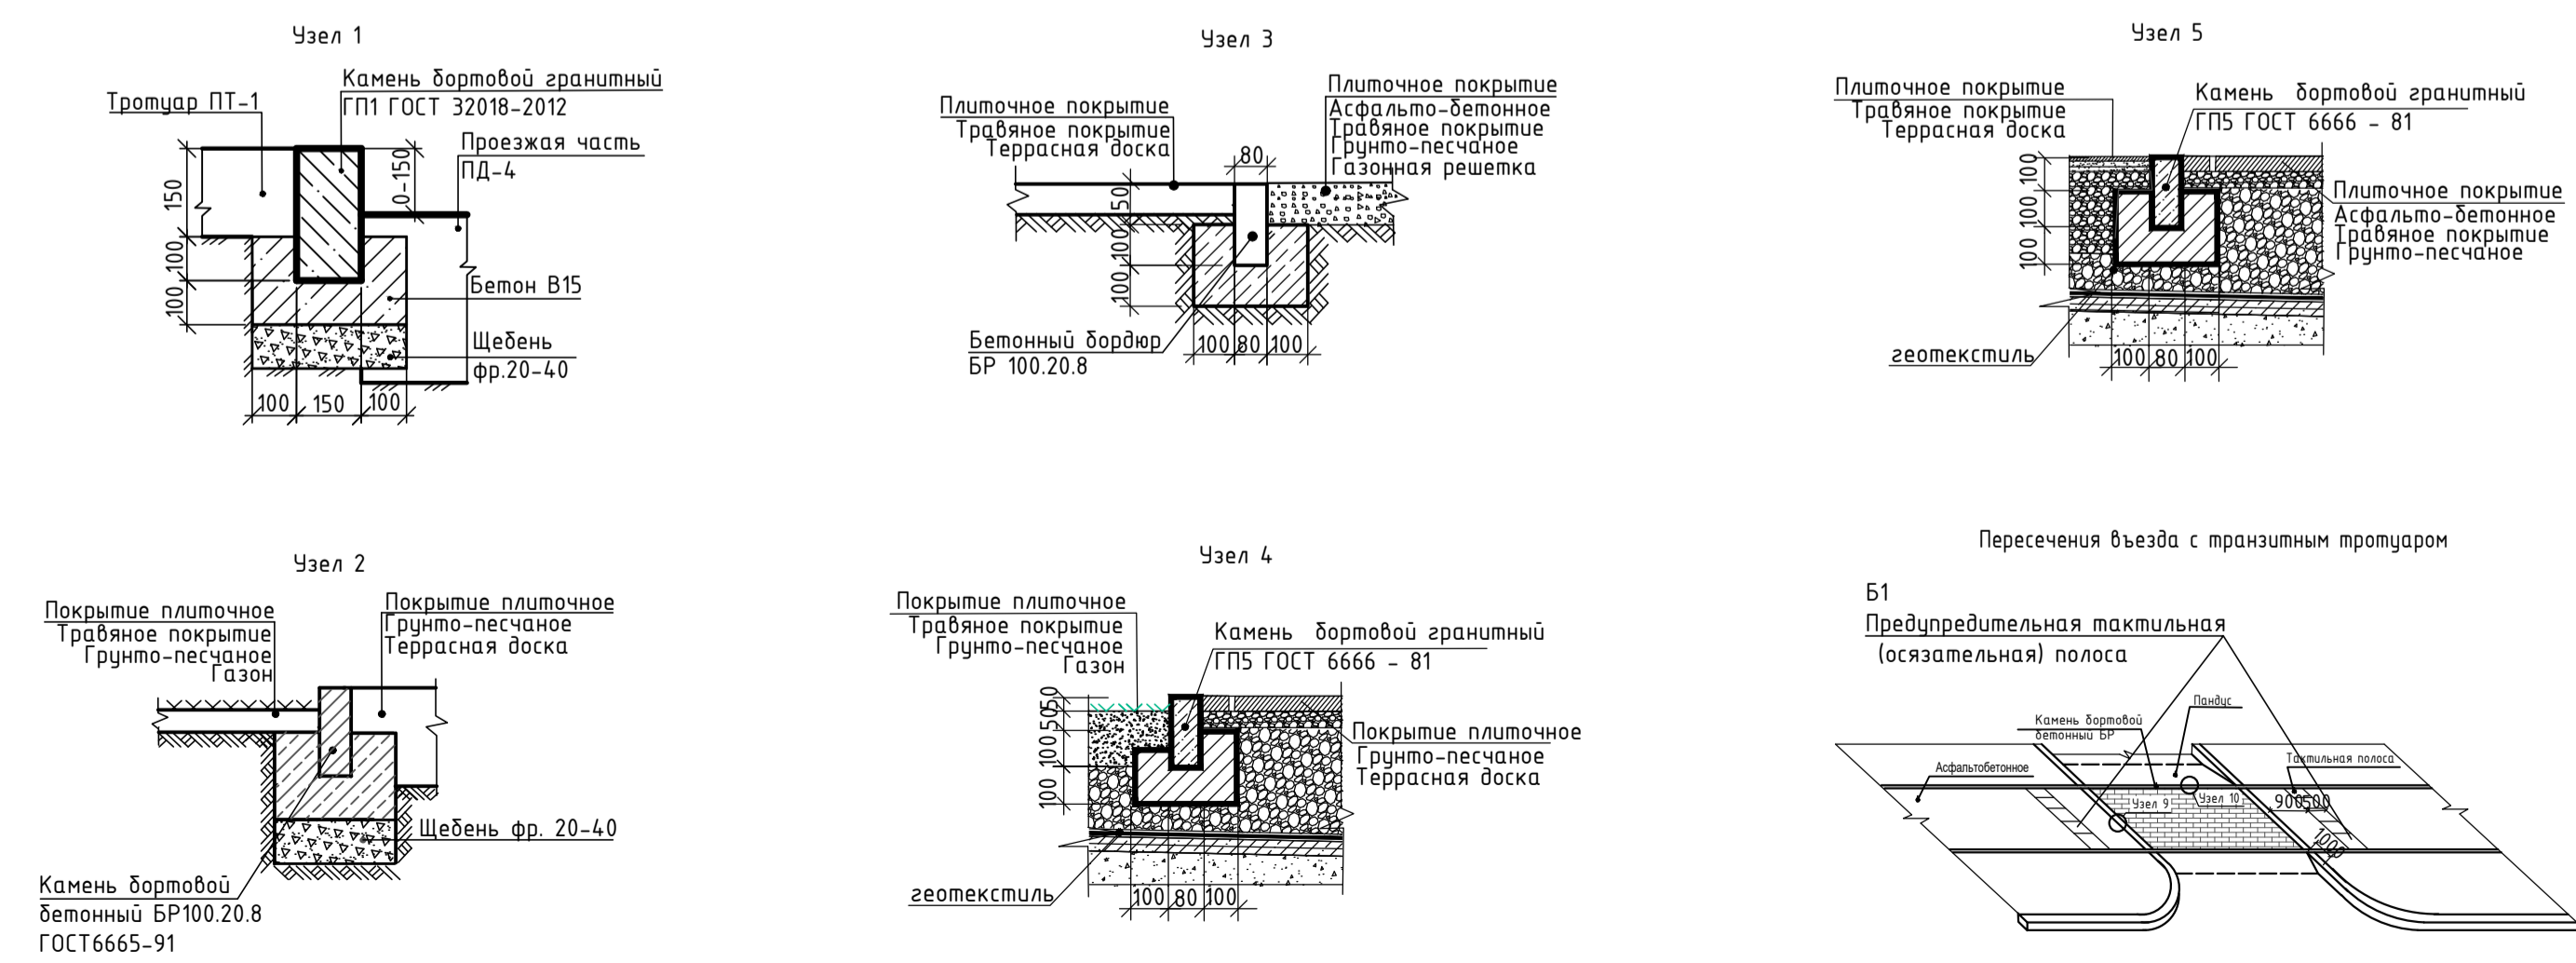 Узел 1
Тротуар ПТ-1
Камень бортовой гранитный
ГП1 ГОСТ 32018-2012
Проезжая часть
ПД-4
0-150
150
100
100
Бетон В15
Щебень
фр.20-40
100 150 100
Узел 3
Плиточное покрытие
Травяное покрытие
Террасная доска
Плиточное покрытие
Асфальто-бетонное
Травяное покрытие
Грунто-песчаное
Газонная решетка
80
150
100
100
Бетонный бордюр
БР 100.20.8
100 80 100
Узел 5
Плиточное покрытие
Травяное покрытие
Террасная доска
Камень бортовой гранитный
ГП5 ГОСТ 6666 - 81
100
100
100
Плиточное покрытие
Асфальто-бетонное
Травяное покрытие
Грунто-песчаное
геотекстиль
100 80 100
Узел 2
Покрытие плиточное
Травяное покрытие
Грунто-песчаное
Газон
Покрытие плиточное
Грунто-песчаное
Террасная доска
Щебень фр. 20-40
Камень бортовой
бетонный БР100.20.8
ГОСТ6665-91
Узел 4
Покрытие плиточное
Травяное покрытие
Грунто-песчаное
Газон
Камень бортовой гранитный
ГП5 ГОСТ 6666 - 81
50
50
100
100
Покрытие плиточное
Грунто-песчаное
Террасная доска
геотекстиль
100 80 100
Пересечения въезда с транзитным тротуаром
Б1
Предупредительная тактильная
(осязательная) полоса
Пандус
Камень бортовой
бетонный БР
Асфальтобетонное
Тактильная полоса
Узел 9
Узел 10
900 500
1000